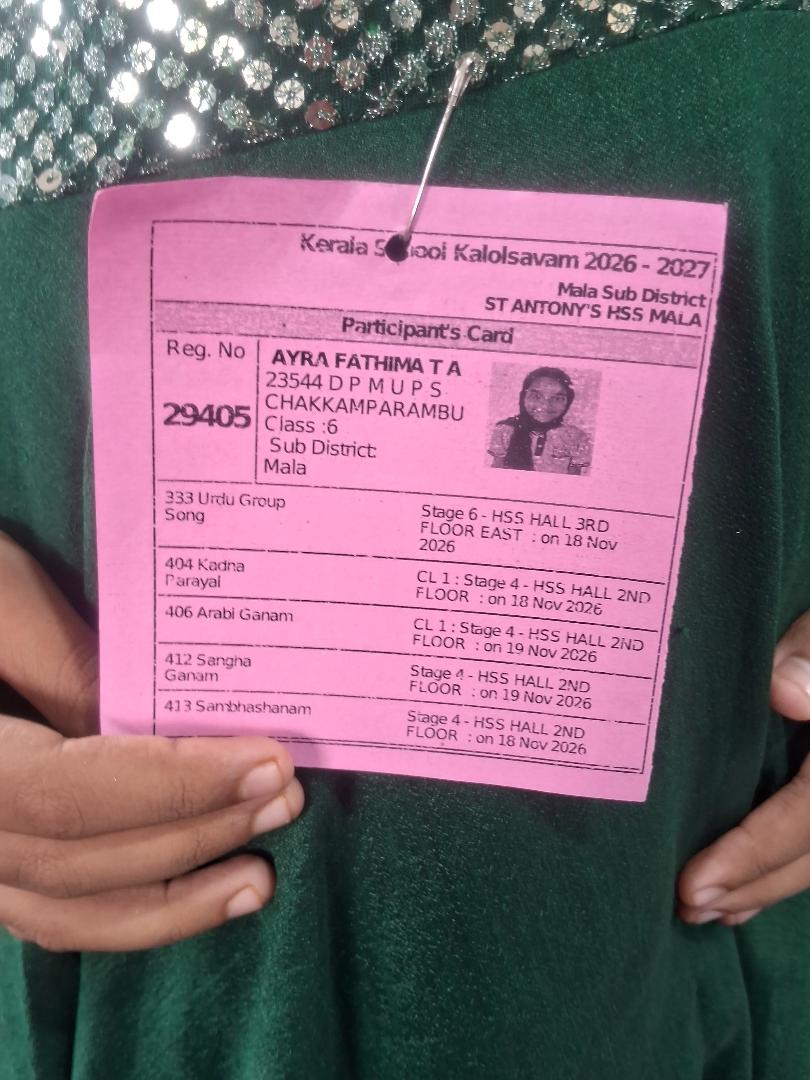 Kerala School Kalolsavam 2026 - 2027
Mala Sub District
ST ANTONY'S HSS MALA
Participant's Card
Reg. No
29405
AYRA FATHIMA T A
23544 D P M U P S
CHAKKAMPARAMBU
Class :6
Sub District:
Mala
333 Urdu Group
Song
Stage 6 - HSS HALL 3RD
FLOOR EAST : on 18 Nov
2026
404 Kadha
Parayal
CL 1 : Stage 4 - HSS HALL 2ND
FLOOR : on 18 Nov 2026
406 Arabi Ganam
CL 1 : Stage 4 - HSS HALL 2ND
FLOOR : on 19 Nov 2026
412 Sangha
Ganam
Stage 4 - HSS HALL 2ND
FLOOR : on 19 Nov 2026
413 Sambhashanam
Stage 4 - HSS HALL 2ND
FLOOR : on 18 Nov 2026